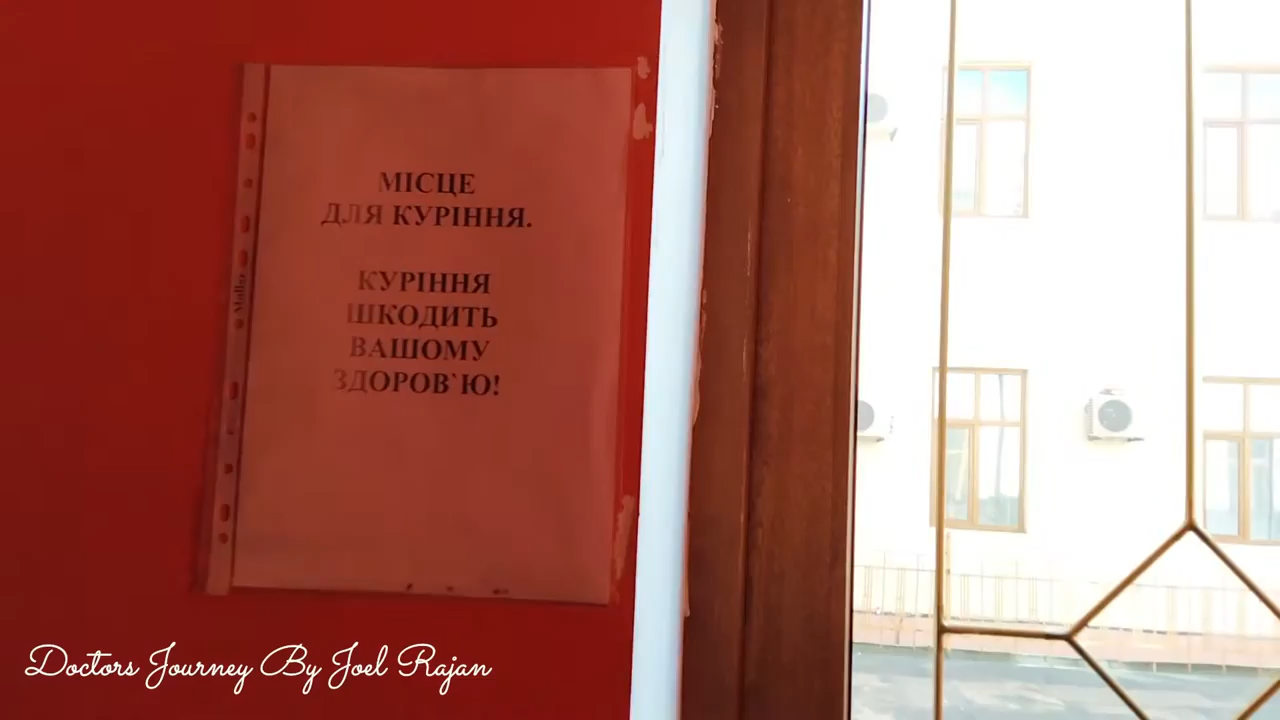 МІСЦЕ
ДЛЯ КУРІННЯ.
КУРІННЯ
ШКОДИТЬ
ВАШОМУ
ЗДОРОВ`Ю!
Doctors Journey By Joel Rajan